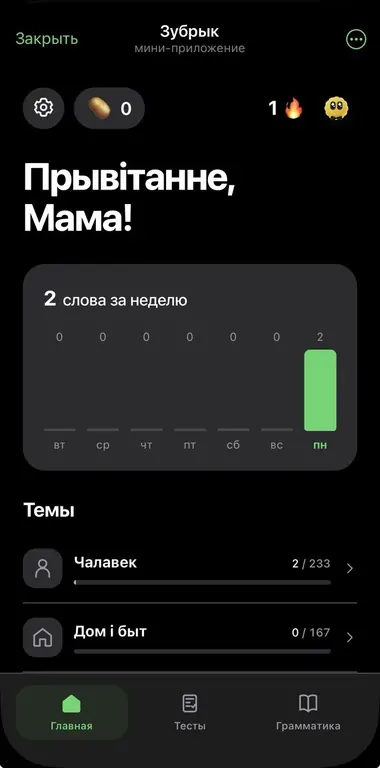 Закрыть
Зубрык
мини-приложение
0
1
Прывітанне,
Мама!
2 слова за неделю
0 0 0 0 0 0 2
вт ср чт пт сб вс пн
Темы
Чалавек 2 / 233
Дом і быт 0 / 167
Главная Тесты Грамматика